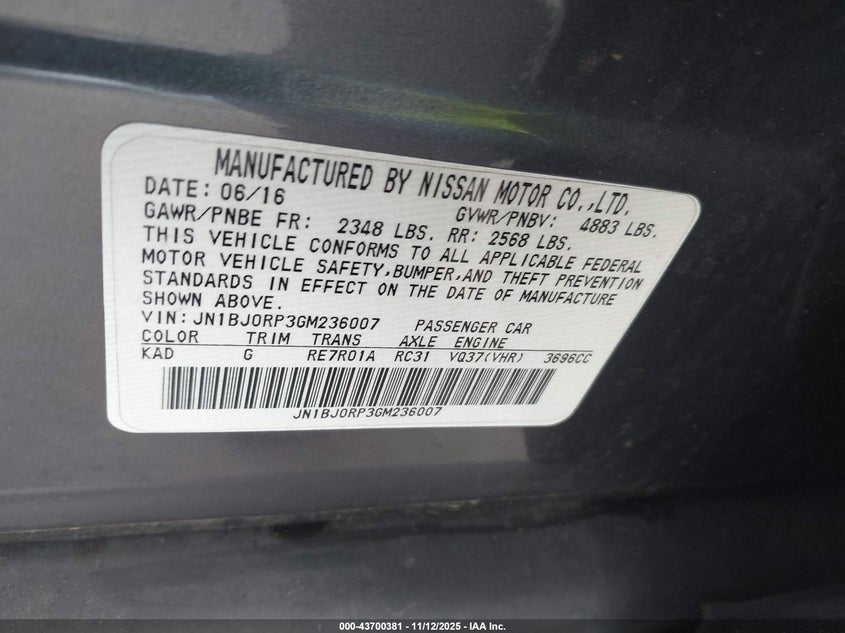 MANUFACTURED BY NISSAN MOTOR CO.,LTD.
DATE: 06/16 GVWR/PNBV: 4883 LBS.
GAWR/PNBE FR: 2348 LBS. RR: 2568 LBS.
THIS VEHICLE CONFORMS TO ALL APPLICABLE FEDERAL
MOTOR VEHICLE SAFETY,BUMPER,AND THEFT PREVENTION
STANDARDS IN EFFECT ON THE DATE OF MANUFACTURE
SHOWN ABOVE.
VIN: JN1BJ0RP3GM236007 PASSENGER CAR
COLOR TRIM TRANS AXLE ENGINE
KAD G RE7R01A RC31 VQ37(VHR) 3696CC
JN1BJ0RP3GM236007
000-43700381 - 11/12/2025 - IAA Inc.